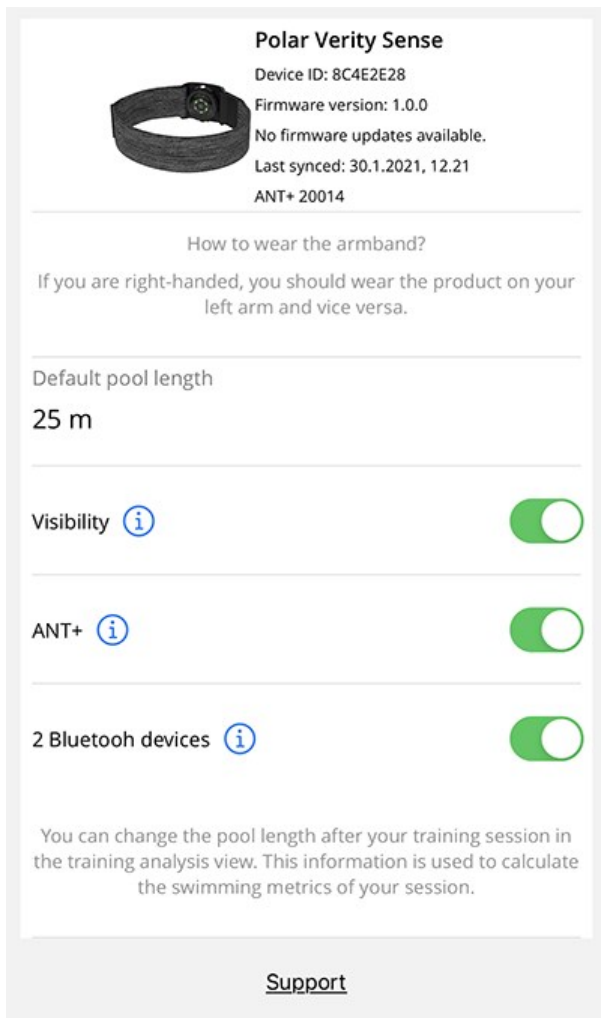 Polar Verity Sense
Device ID: 8C4E2E28
Firmware version: 1.0.0
No firmware updates available.
Last synced: 30.1.2021, 12.21
ANT+ 20014
How to wear the armband?
If you are right-handed, you should wear the product on your
left arm and vice versa.
Default pool length
25 m
Visibility
ANT+
2 Bluetooh devices
You can change the pool length after your training session in
the training analysis view. This information is used to calculate
the swimming metrics of your session.
Support